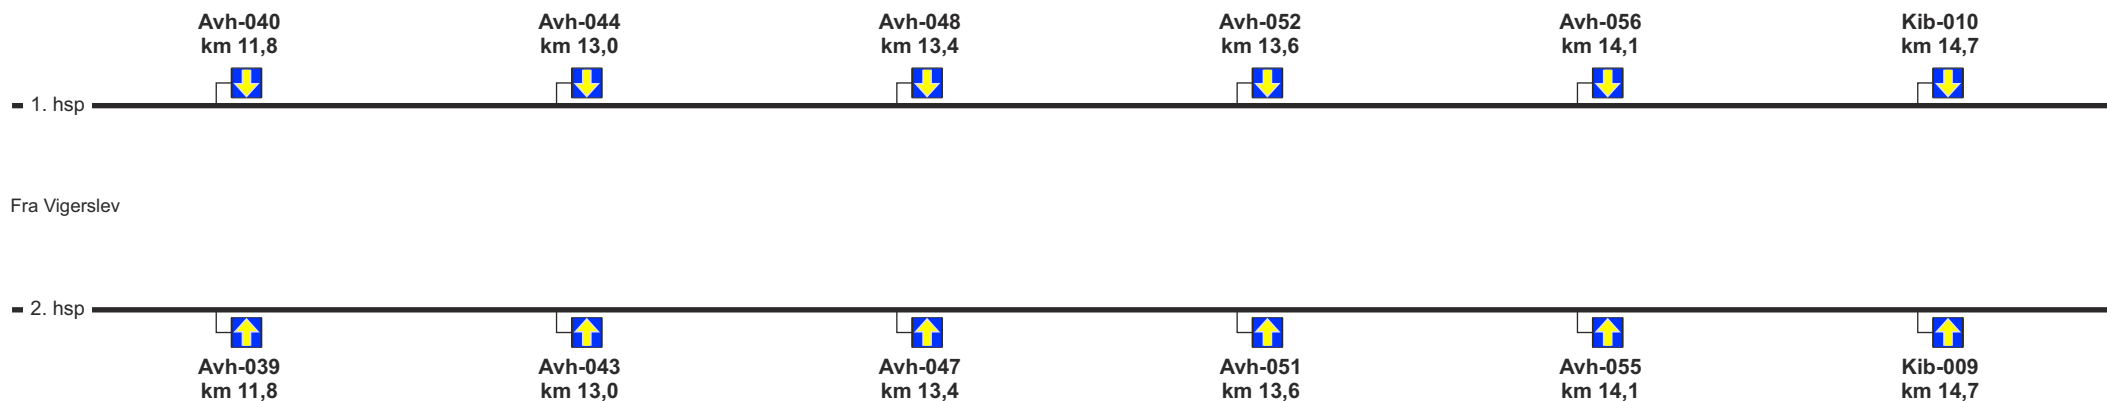 Avh-040
km 11,8
Avh-044
km 13,0
Avh-048
km 13,4
Avh-052
km 13,6
Avh-056
km 14,1
Kib-010
km 14,7
1. hsp
Fra Vigerslev
2. hsp
Avh-039
km 11,8
Avh-043
km 13,0
Avh-047
km 13,4
Avh-051
km 13,6
Avh-055
km 14,1
Kib-009
km 14,7